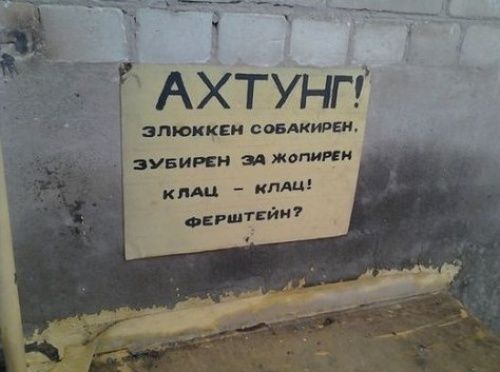 АХТУНГ!
ЗЛЮККЕН СОБАКИРЕН,
ЗУБИРЕН ЗА ЖОПИРЕН
КЛАЦ – КЛАЦ!
ФЕРШТЕЙН?